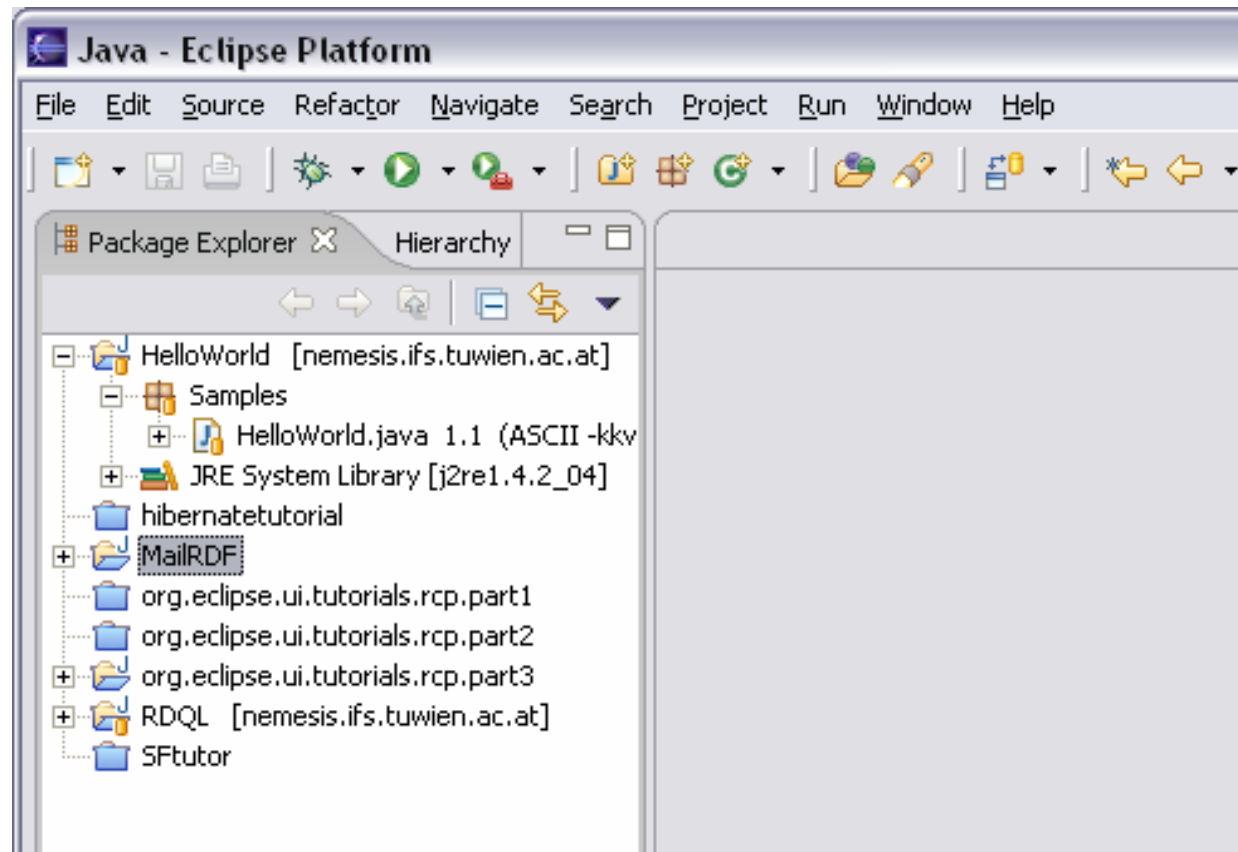 Java - Eclipse Platform
File Edit Source Refactor Navigate Search Project Run Window Help
Package Explorer Hierarchy
HelloWorld [nemesis.ifs.tuwien.ac.at]
Samples
HelloWorld.java 1.1 (ASCII -kkv
JRE System Library [j2re1.4.2_04]
hibernatetutorial
MailRDF
org.eclipse.ui.tutorials.rcp.part1
org.eclipse.ui.tutorials.rcp.part2
org.eclipse.ui.tutorials.rcp.part3
RDQL [nemesis.ifs.tuwien.ac.at]
SFtutor